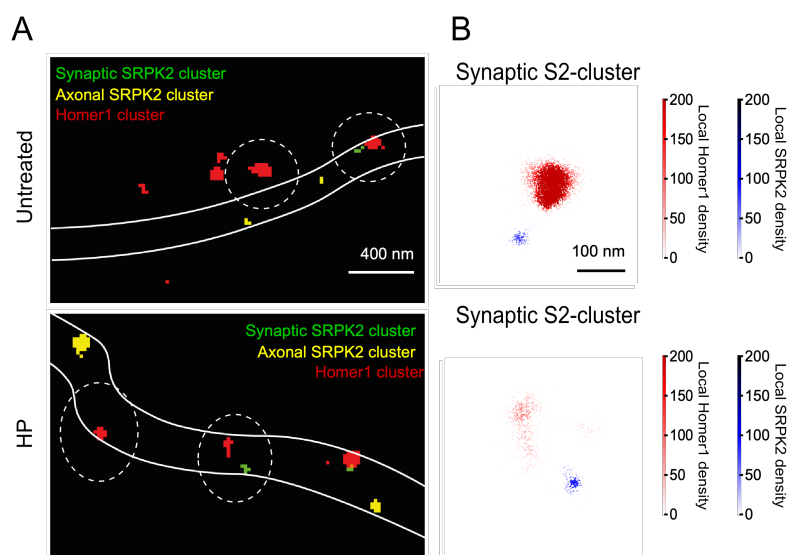 A
B
Untreated
Synaptic SRPK2 cluster
Axonal SRPK2 cluster
Homer1 cluster
400 nm
Synaptic S2-cluster
100 nm
200
150
100
50
0
Local Homer1 density
200
150
100
50
0
Local SRPK2 density
HP
Synaptic SRPK2 cluster
Axonal SRPK2 cluster
Homer1 cluster
Synaptic S2-cluster
200
150
100
50
0
Local Homer1 density
200
150
100
50
0
Local SRPK2 density